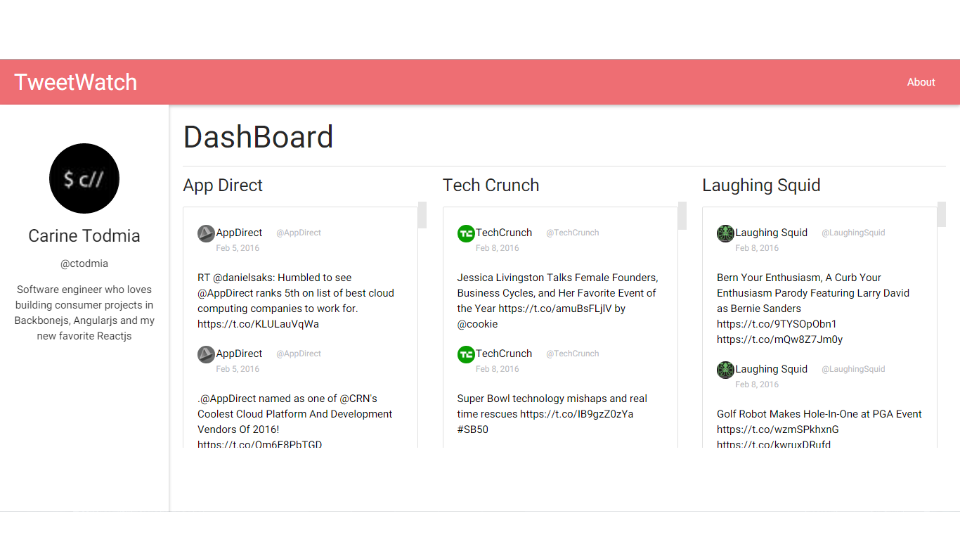 TweetWatch
About
$ c//
Carine Todmia
@ctodmia
Software engineer who loves
building consumer projects in
Backbonejs, Angularjs and my
new favorite Reactjs
DashBoard
App Direct
AppDirect @AppDirect
Feb 5, 2016
RT @danielsaks: Humbled to see
@AppDirect ranks 5th on list of best cloud
computing companies to work for.
https://t.co/KLULauVqWa
AppDirect @AppDirect
Feb 5, 2016
.@AppDirect named as one of @CRN's
Coolest Cloud Platform And Development
Vendors Of 2016!
https://t.co/Om6F8PbTGD
Tech Crunch
TechCrunch @TechCrunch
Feb 8, 2016
Jessica Livingston Talks Female Founders,
Business Cycles, and Her Favorite Event of
the Year https://t.co/amuBsFLjlV by
@cookie
TechCrunch @TechCrunch
Feb 8, 2016
Super Bowl technology mishaps and real
time rescues https://t.co/IB9gzZ0zYa
#SB50
Laughing Squid
Laughing Squid @LaughingSquid
Feb 8, 2016
Bern Your Enthusiasm, A Curb Your
Enthusiasm Parody Featuring Larry David
as Bernie Sanders
https://t.co/9TYSOpObn1
https://t.co/mQw8Z7Jm0y
Laughing Squid @LaughingSquid
Feb 8, 2016
Golf Robot Makes Hole-In-One at PGA Event
https://t.co/wzmSPkhxnG
https://t.co/kwruxDRufd